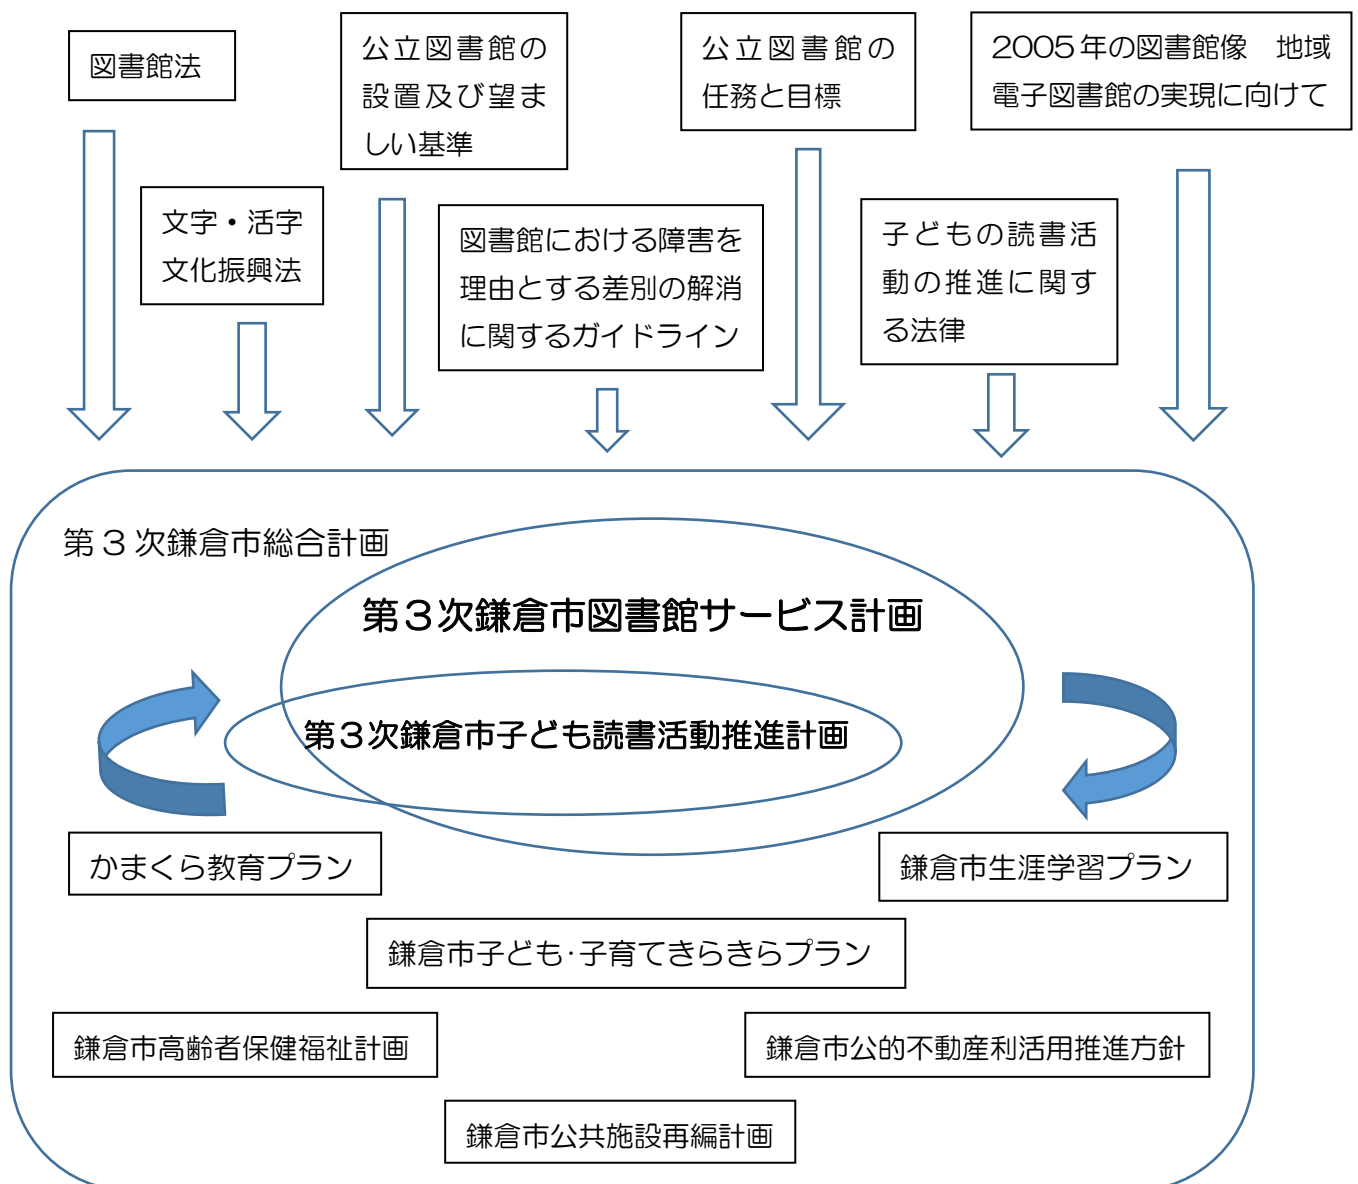 図書館法
公立図書館の
設置及び望ま
しい基準
公立図書館の
任務と目標
2005年の図書館像　地域
電子図書館の実現に向けて
文字・活字
文化振興法
図書館における障害を
理由とする差別の解消
に関するガイドライン
子どもの読書活
動の推進に関す
る法律
第３次鎌倉市総合計画
第３次鎌倉市図書館サービス計画
第３次鎌倉市子ども読書活動推進計画
かまくら教育プラン
鎌倉市生涯学習プラン
鎌倉市子ども・子育てきらきらプラン
鎌倉市高齢者保健福祉計画
鎌倉市公的不動産利活用推進方針
鎌倉市公共施設再編計画